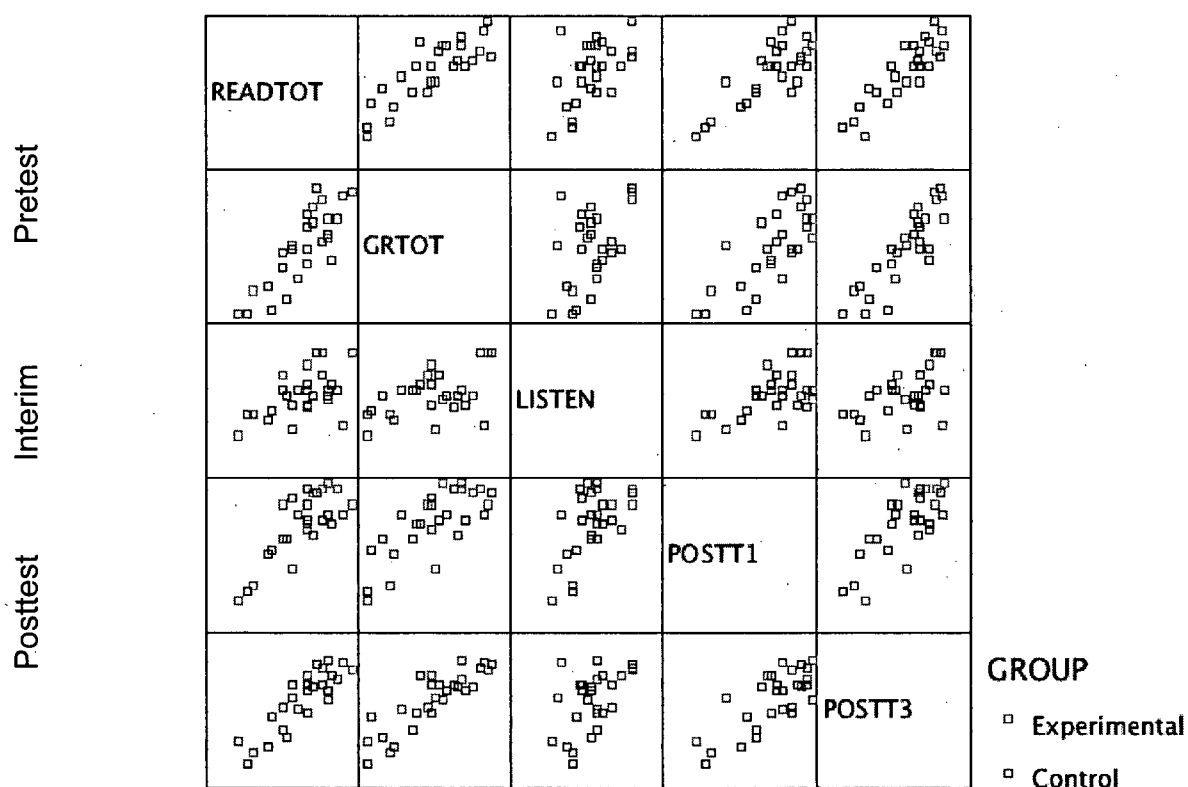 Pretest
READTOT
GRTOT
Interim
LISTEN
Posttest
POSTT1
POSTT3
GROUP
Experimental
Control